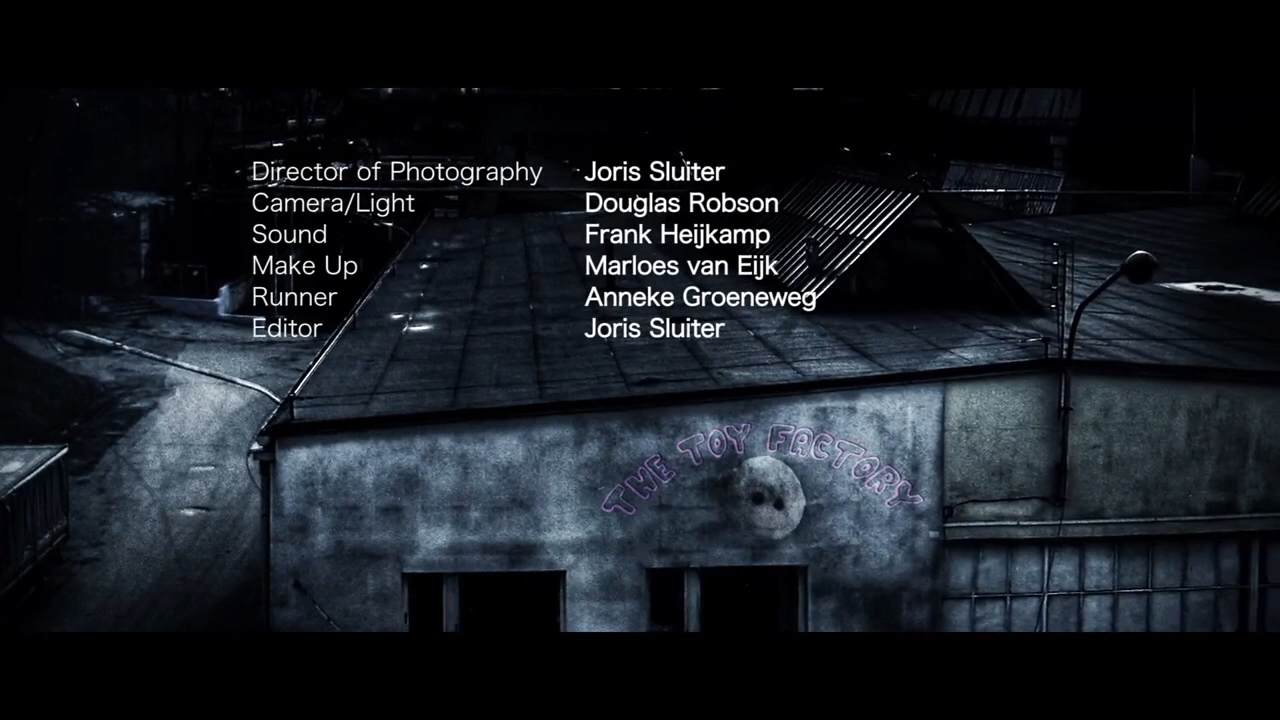 Director of Photography Joris Sluiter
Camera/Light Douglas Robson
Sound Frank Heijkamp
Make Up Marloes van Eijk
Runner Anneke Groeneweg
Editor Joris Sluiter
THE TOY FACTORY